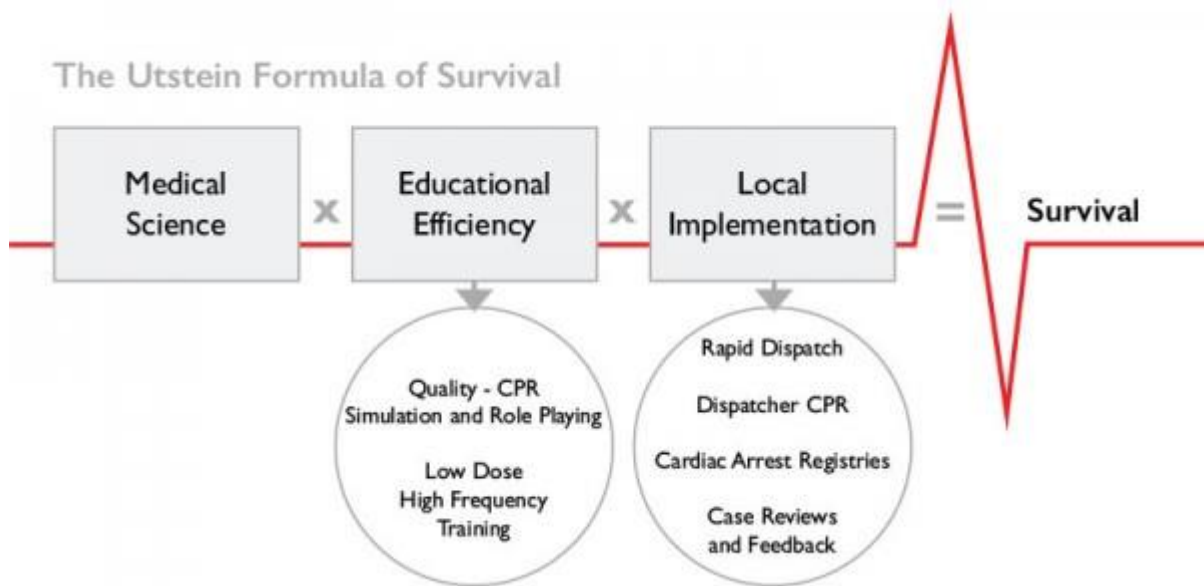 The Utstein Formula of Survival
Medical
Science
x
Educational
Efficiency
x
Local
Implementation
=
Survival
Quality - CPR
Simulation and Role Playing
Low Dose
High Frequency
Training
Rapid Dispatch
Dispatcher CPR
Cardiac Arrest Registries
Case Reviews
and Feedback